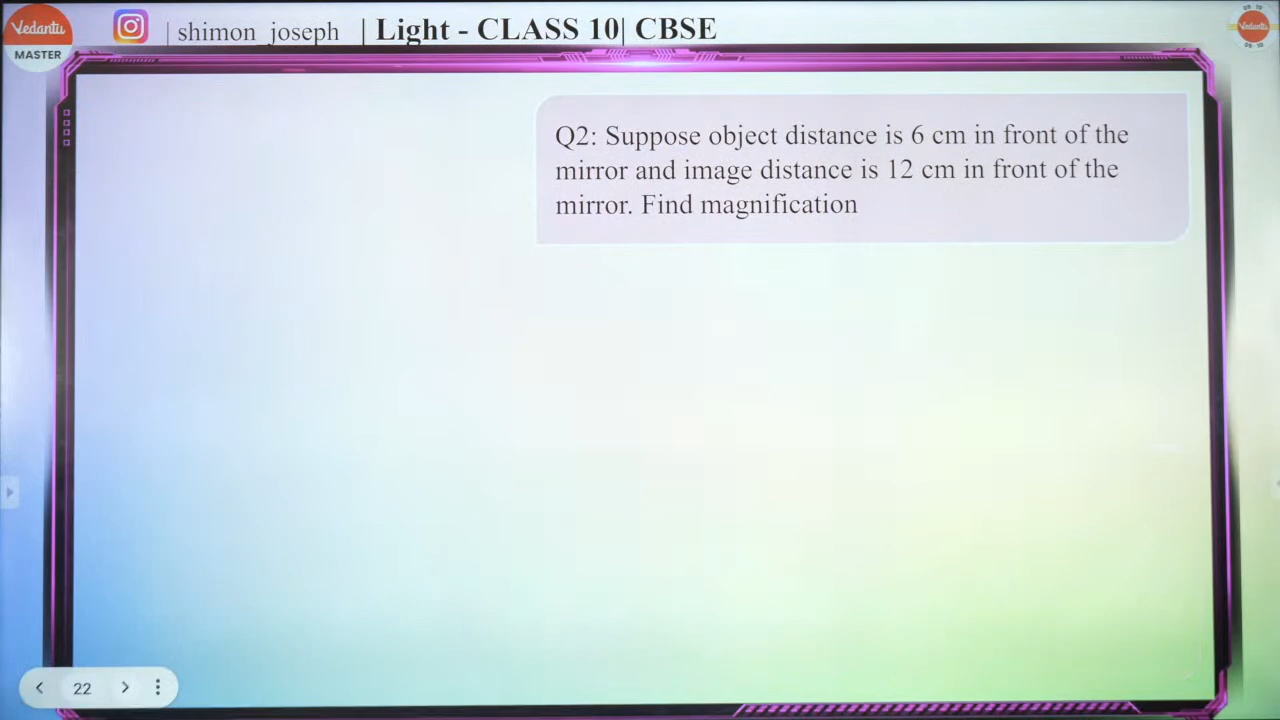 Vedantu
MASTER
| shimon_joseph | Light - CLASS 10| CBSE
Vedantu
Q2: Suppose object distance is 6 cm in front of the
mirror and image distance is 12 cm in front of the
mirror. Find magnification
22